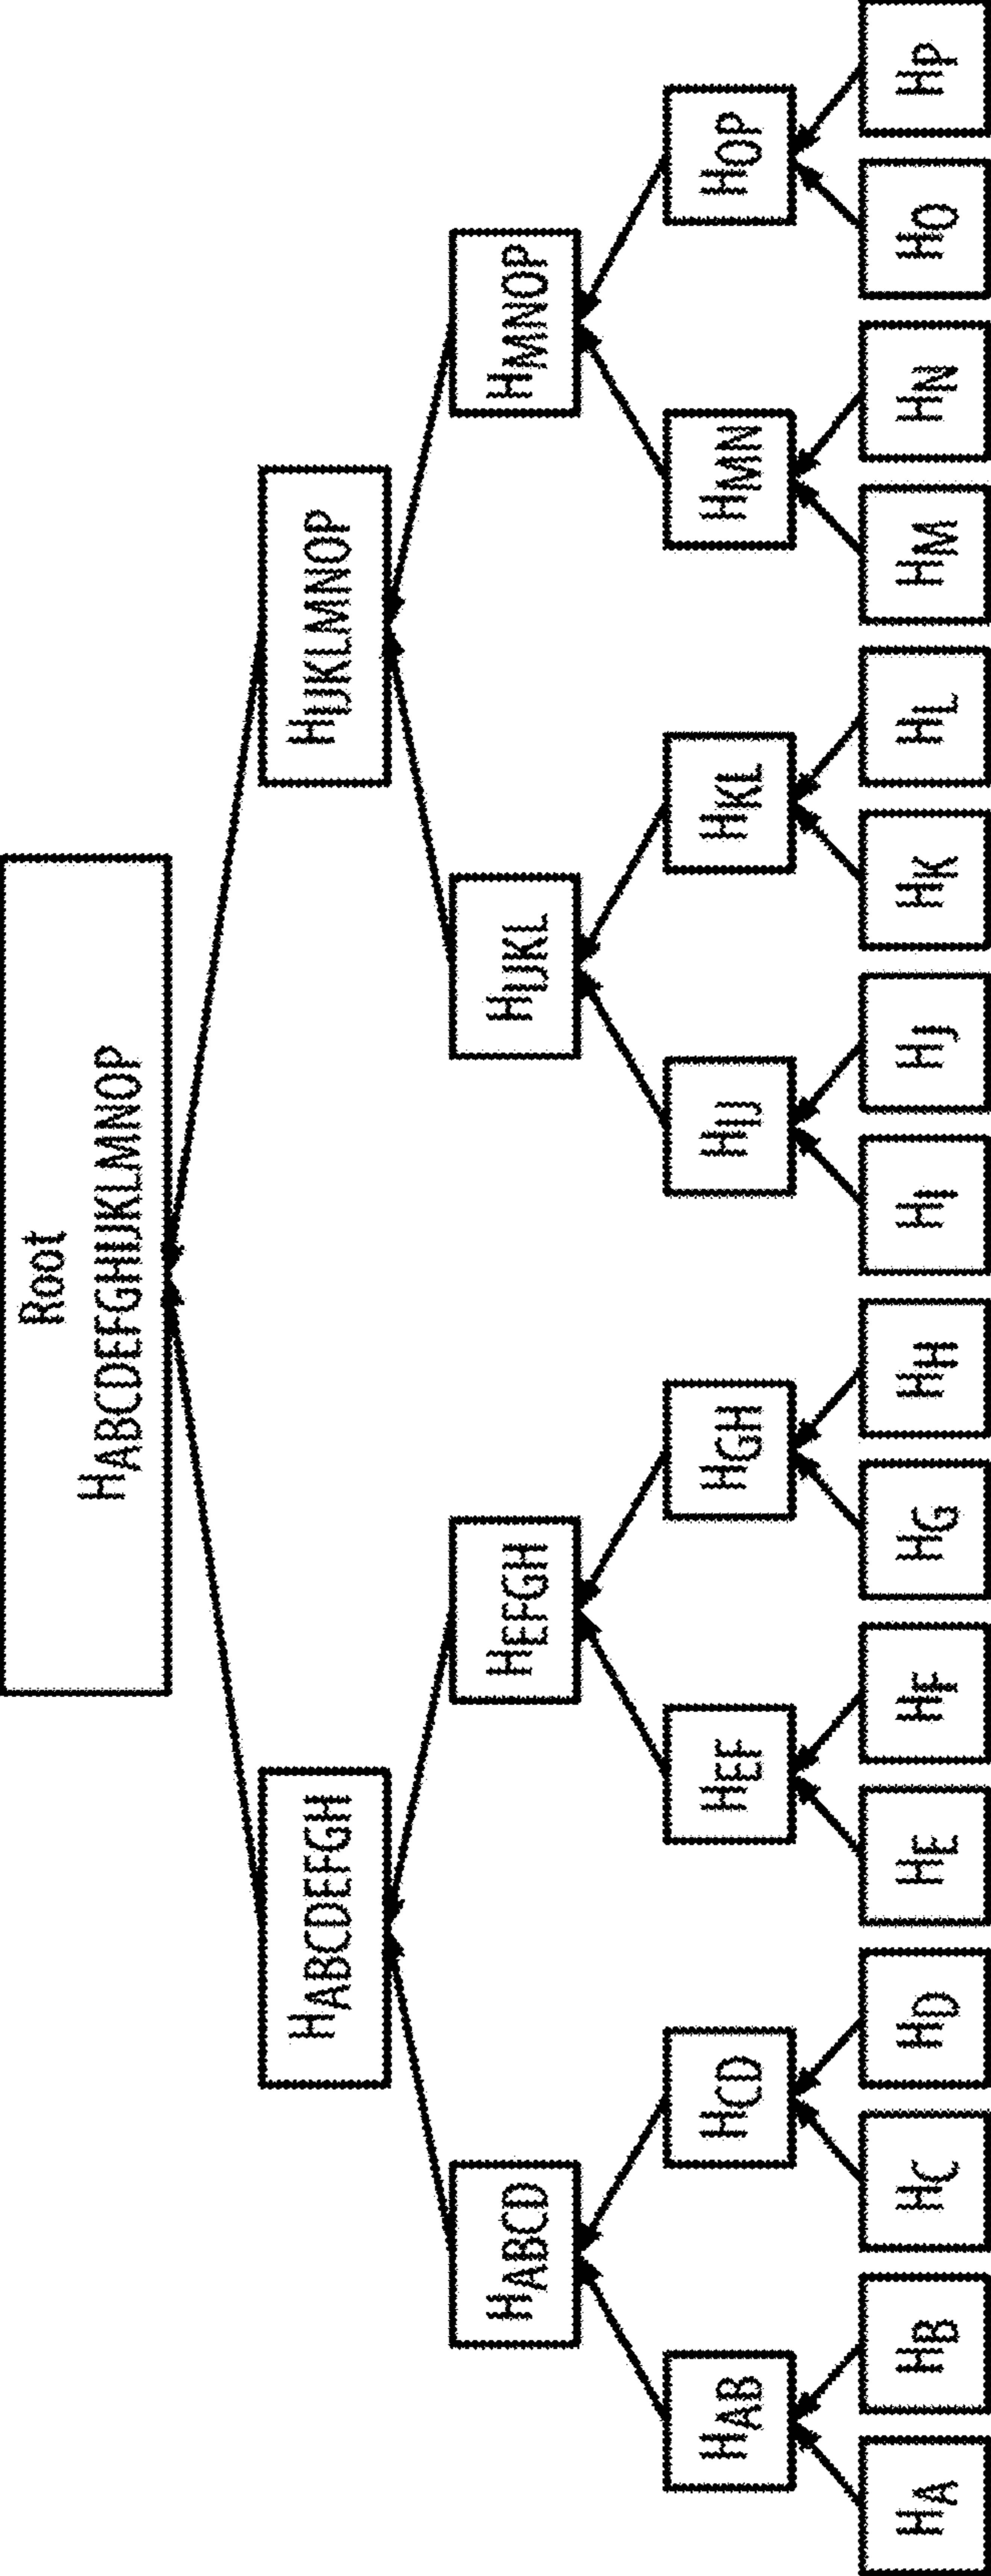 Root
HABCDEFGHIJKLMNOP
HABCDEFGH
HIJKLMNOP
HABCD
HEFGH
HIJKL
HMNOP
HAB
HCD
HEF
HGH
HIJ
HKL
HMN
HOP
HA
HB
HC
HD
HE
HF
HG
HH
HI
HJ
HK
HL
HM
HN
HO
HP